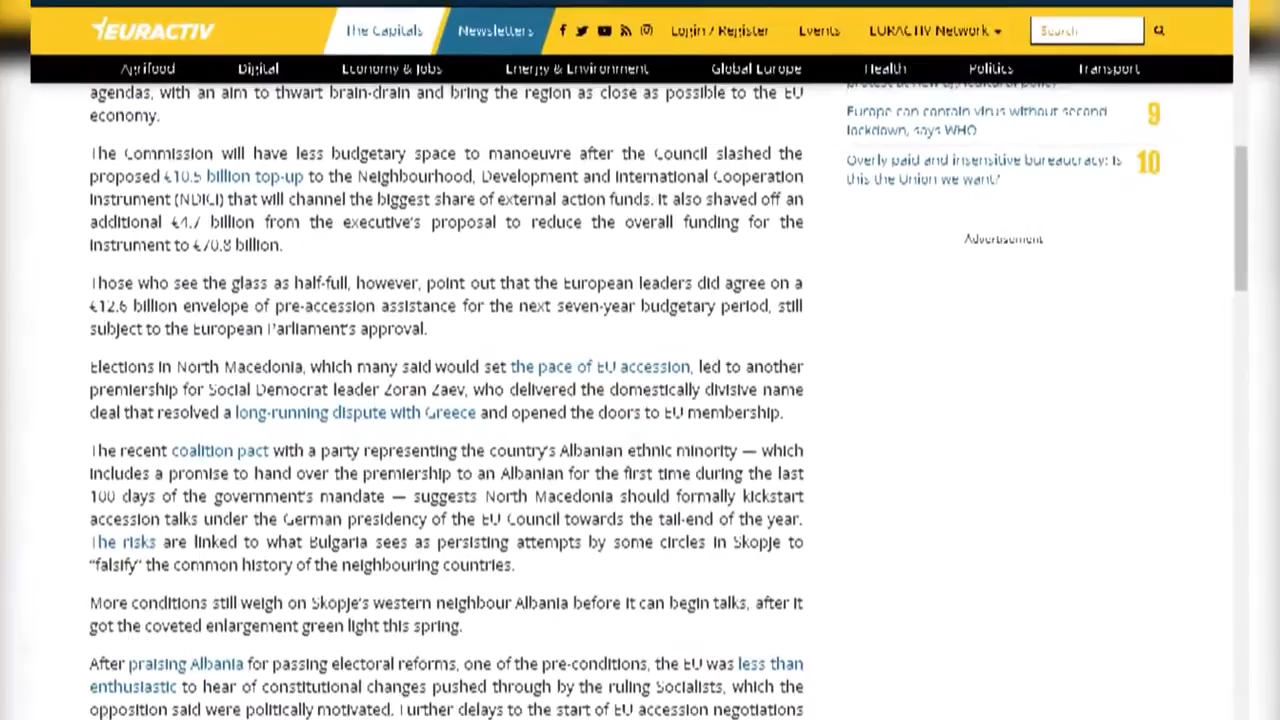 EURACTIV
The Capitals
Newsletters
Login / Register
Events
EURACTIV Network
Search
Agrifood
Digital
Economy & Jobs
Energy & Environment
Global Europe
Health
Politics
Transport
agendas, with an aim to thwart brain-drain and bring the region as close as possible to the EU
economy.
The Commission will have less budgetary space to manoeuvre after the Council slashed the
proposed €10.5 billion top-up to the Neighbourhood, Development and International Cooperation
Instrument (NDICI) that will channel the biggest share of external action funds. It also shaved off an
additional €4.7 billion from the executive's proposal to reduce the overall funding for the
instrument to €70.8 billion.
Those who see the glass as half-full, however, point out that the European leaders did agree on a
€12.6 billion envelope of pre-accession assistance for the next seven-year budgetary period, still
subject to the European Parliament's approval.
Elections in North Macedonia, which many said would set the pace of EU accession, led to another
premiership for Social Democrat leader Zoran Zaev, who delivered the domestically divisive name
deal that resolved a long-running dispute with Greece and opened the doors to EU membership.
The recent coalition pact with a party representing the country's Albanian ethnic minority — which
includes a promise to hand over the premiership to an Albanian for the first time during the last
100 days of the government's mandate — suggests North Macedonia should formally kickstart
accession talks under the German presidency of the EU Council towards the tail-end of the year.
The risks are linked to what Bulgaria sees as persisting attempts by some circles in Skopje to
"falsify" the common history of the neighbouring countries.
More conditions still weigh on Skopje's western neighbour Albania before it can begin talks, after it
got the coveted enlargement green light this spring.
After praising Albania for passing electoral reforms, one of the pre-conditions, the EU was less than
enthusiastic to hear of constitutional changes pushed through by the ruling Socialists, which the
opposition said were politically motivated. Further delays to the start of EU accession negotiations
Europe can contain virus without second
lockdown, says WHO
9
Overly paid and insensitive bureaucracy: Is
this the Union we want?
10
Advertisement